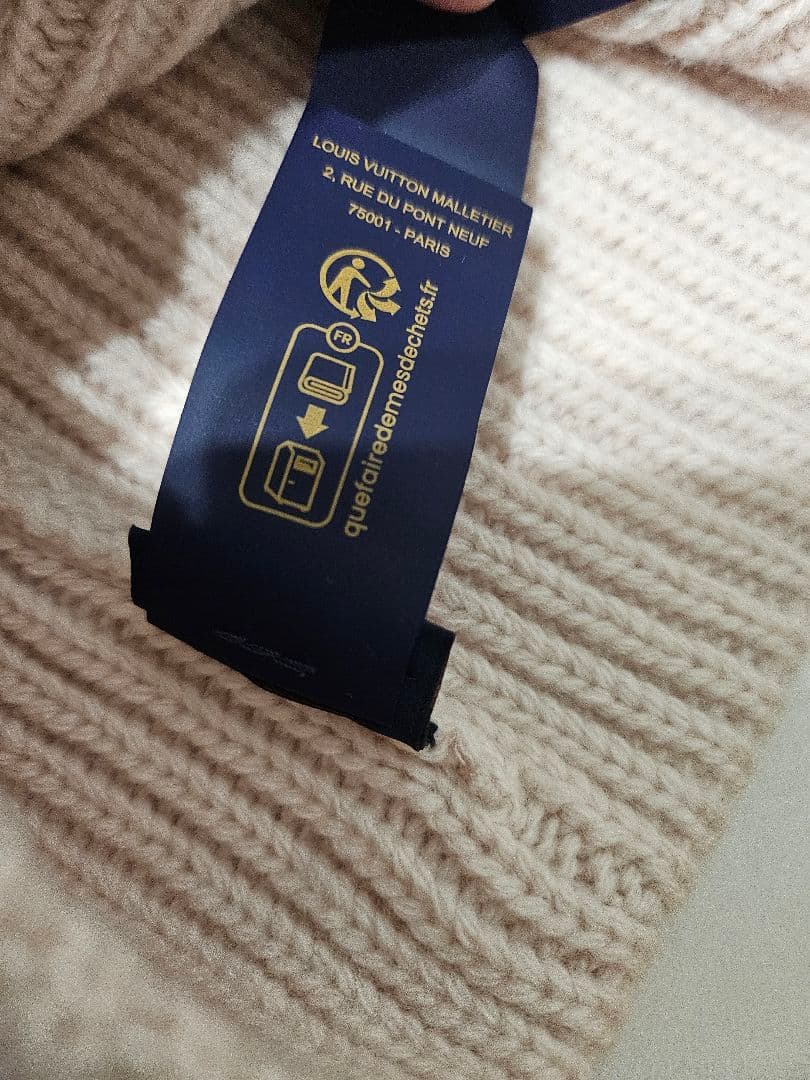 LOUIS VUITTON MALLETIER
2, RUE DU PONT NEUF
75001 - PARIS
FR
quefairedemesdechets.fr